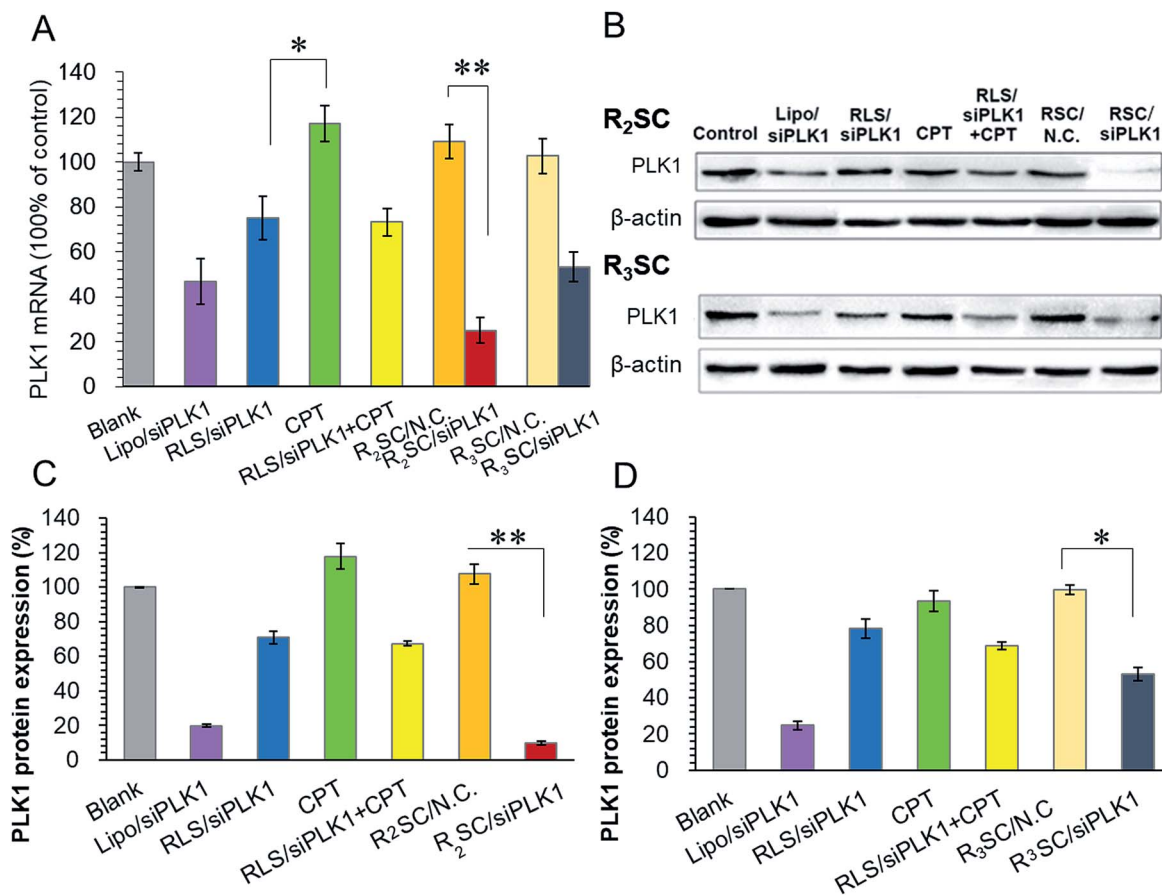 A
PLK1 mRNA (100% of control)
140
120
100
80
60
40
20
0
*
**
Blank
Lipo/siPLK1
RLS/siPLK1
CPT
RLS/siPLK1+CPT
R₂SC/N.C.
R₂SC/siPLK1
R₃SC/N.C.
R₃SC/siPLK1
B
R₂SC
Control
Lipo/
siPLK1
RLS/
siPLK1
CPT
RLS/
siPLK1
+CPT
RSC/
N.C.
RSC/
siPLK1
PLK1
β-actin
R₃SC
PLK1
β-actin
C
PLK1 protein expression (%)
140
120
100
80
60
40
20
0
**
Blank
Lipo/siPLK1
RLS/siPLK1
CPT
RLS/siPLK1+CPT
R2SC/N.C.
R₂SC/siPLK1
D
PLK1 protein expression (%)
140
120
100
80
60
40
20
0
*
Blank
Lipo/siPLK1
RLS/siPLK1
CPT
RLS/siPLK1+CPT
R₃SC/N.C
R³SC/siPLK1